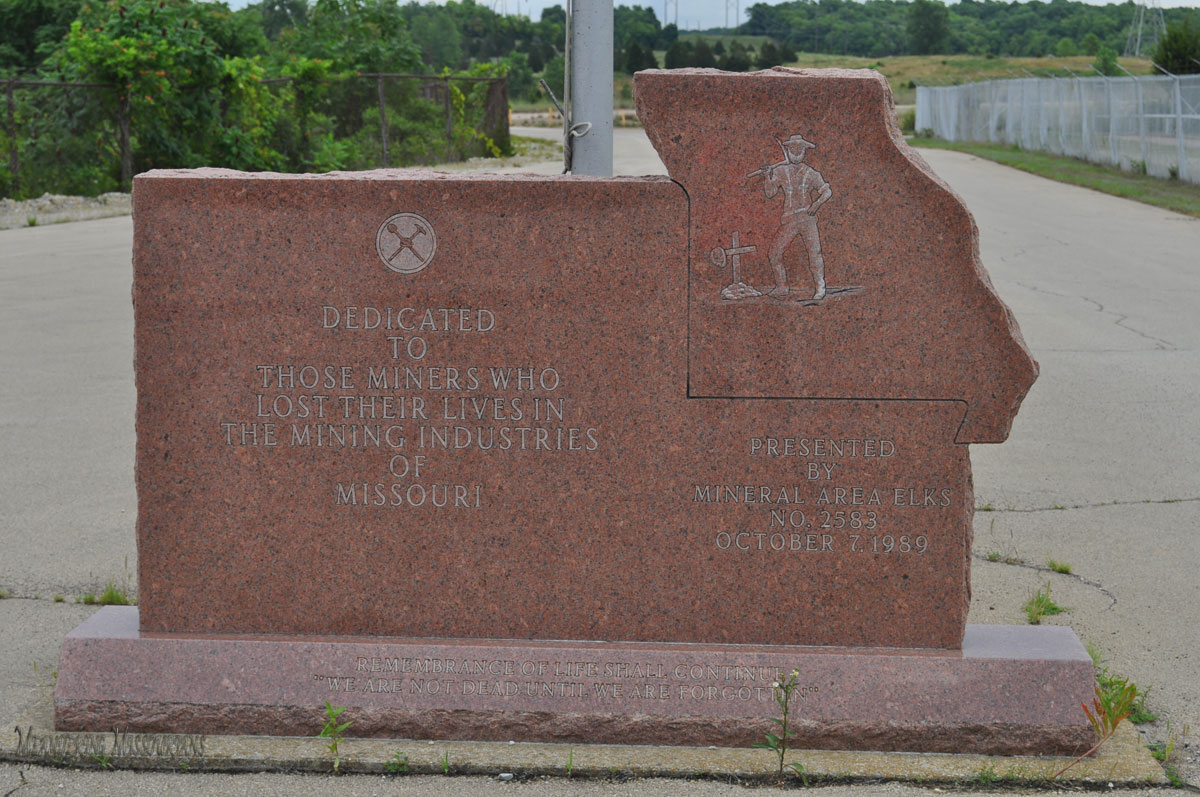 DEDICATED
TO
THOSE MINERS WHO
LOST THEIR LIVES IN
THE MINING INDUSTRIES
OF
MISSOURI
PRESENTED
BY
MINERAL AREA ELKS
NO. 2583
OCTOBER 7, 1989
REMEMBRANCE OF LIFE SHALL CONTINUE
"WE ARE NOT DEAD UNTIL WE ARE FORGOTTEN"